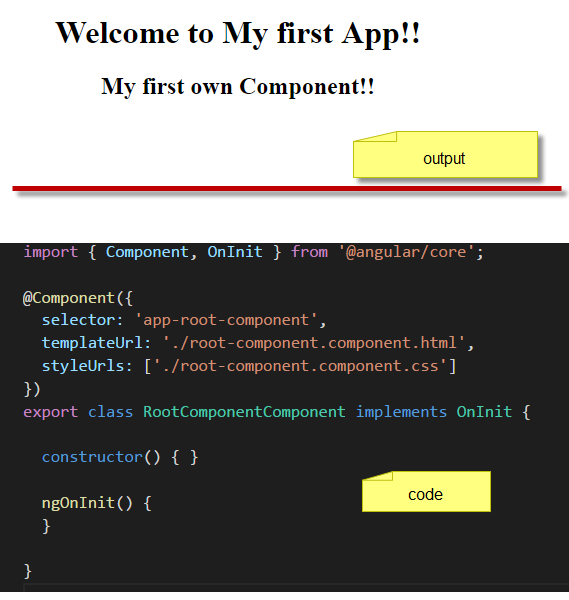 Welcome to My first App!!
My first own Component!!
output
import { Component, OnInit } from '@angular/core';
@Component({
  selector: 'app-root-component',
  templateUrl: './root-component.component.html',
  styleUrls: ['./root-component.component.css']
})
export class RootComponentComponent implements OnInit {
  constructor() { }
code
  ngOnInit() {
  }
}